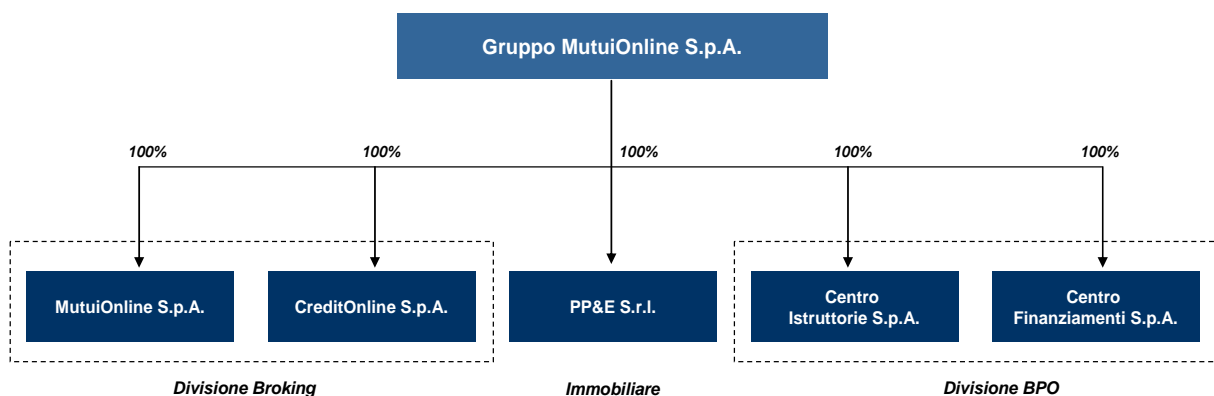 Gruppo MutuiOnline S.p.A.
100%
100%
100%
100%
100%
MutuiOnline S.p.A.
CreditOnline S.p.A.
PP&E S.r.l.
Centro
Istruttorie S.p.A.
Centro
Finanziamenti S.p.A.
Divisione Broking
Immobiliare
Divisione BPO